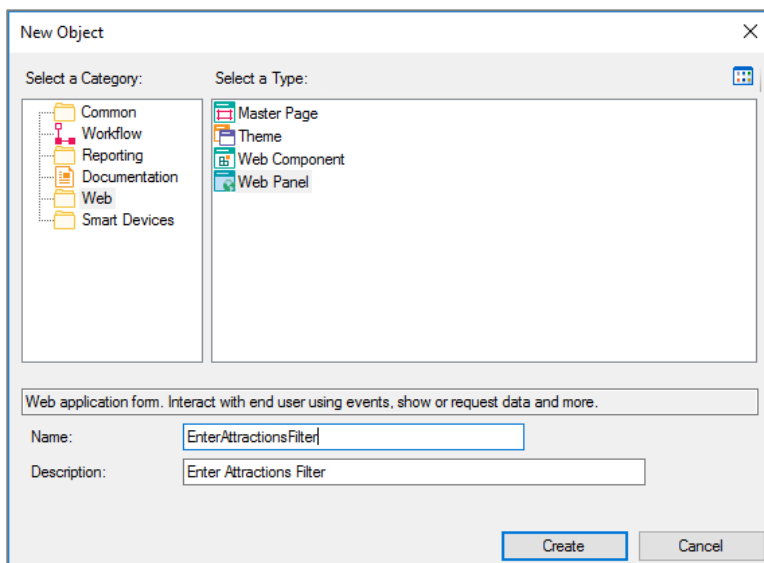 New Object
Select a Category:
Select a Type:
Common
Workflow
Reporting
Documentation
Web
Smart Devices
Master Page
Theme
Web Component
Web Panel
Web application form. Interact with end user using events, show or request data and more.
Name:
EnterAttractionsFilter
Description:
Enter Attractions Filter
Create
Cancel